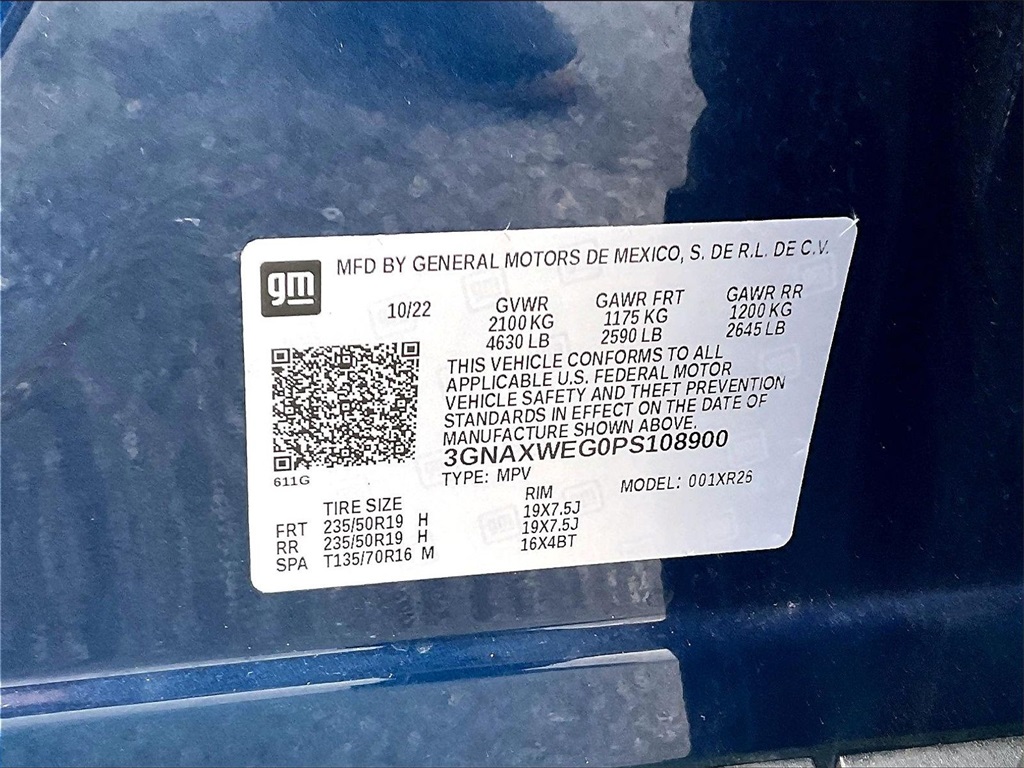 gm
MFD BY GENERAL MOTORS DE MEXICO, S. DE R.L. DE C.V.
10/22 GVWR GAWR FRT GAWR RR
2100 KG 1175 KG 1200 KG
4630 LB 2590 LB 2645 LB
THIS VEHICLE CONFORMS TO ALL
APPLICABLE U.S. FEDERAL MOTOR
VEHICLE SAFETY AND THEFT PREVENTION
STANDARDS IN EFFECT ON THE DATE OF
MANUFACTURE SHOWN ABOVE.
3GNAXWEG0PS108900
611G
TYPE: MPV MODEL: 001XR26
TIRE SIZE RIM
FRT 235/50R19 H 19X7.5J
RR 235/50R19 H 19X7.5J
SPA T135/70R16 M 16X4BT